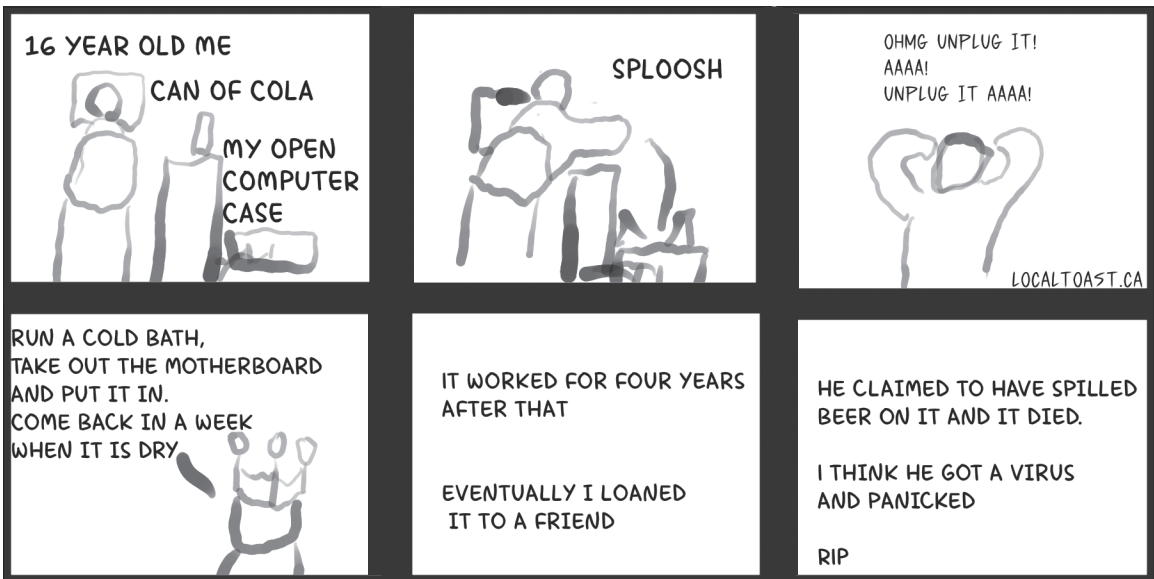 16 YEAR OLD ME
CAN OF COLA
MY OPEN
COMPUTER
CASE
SPLOOSH
OHMG UNPLUG IT!
AAAA!
UNPLUG IT AAAA!
LOCALTOAST.CA
RUN A COLD BATH,
TAKE OUT THE MOTHERBOARD
AND PUT IT IN.
COME BACK IN A WEEK
WHEN IT IS DRY
IT WORKED FOR FOUR YEARS
AFTER THAT
EVENTUALLY I LOANED
IT TO A FRIEND
HE CLAIMED TO HAVE SPILLED
BEER ON IT AND IT DIED.
I THINK HE GOT A VIRUS
AND PANICKED
RIP